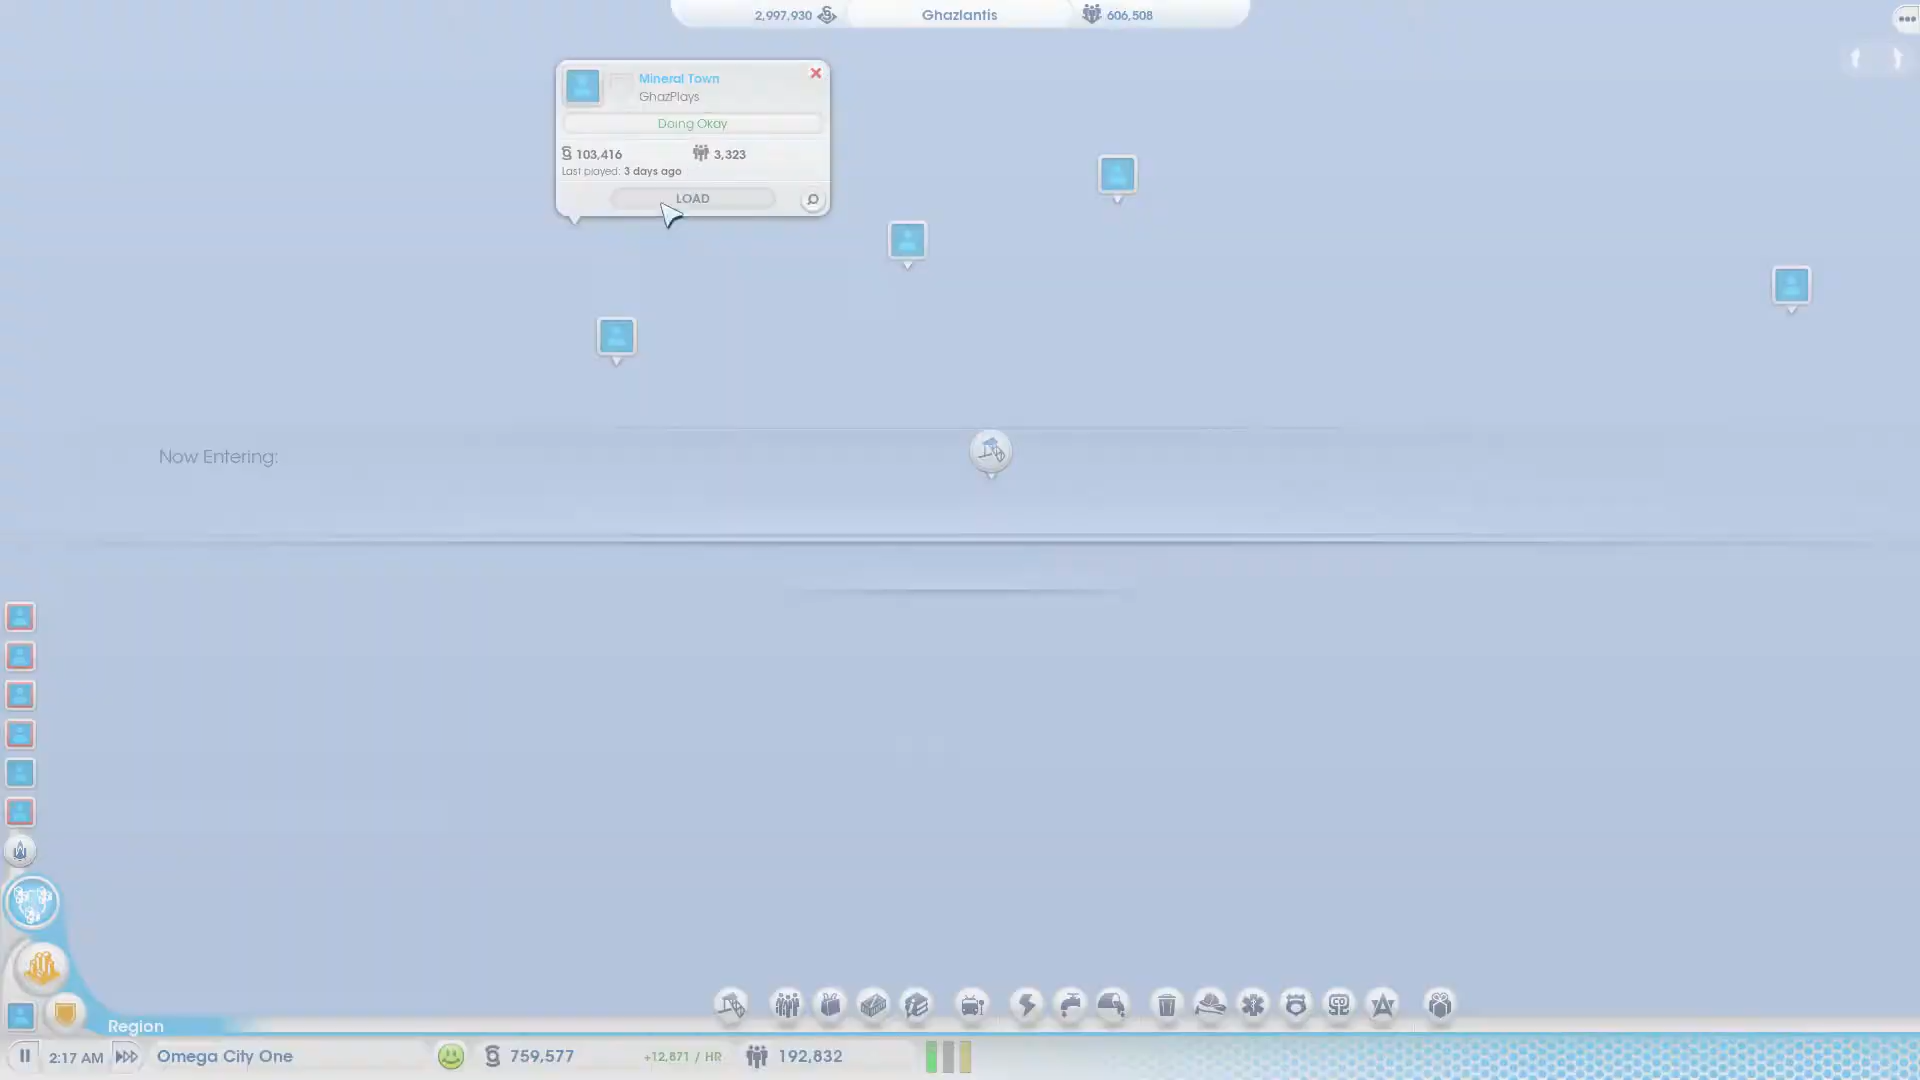 2,997,930
Ghazlantis
606,508
Mineral Town
GhazPlays
Doing Okay
103,416
3,323
Last played: 3 days ago
LOAD
Now Entering:
Region
2:17 AM
Omega City One
759,577
+12,871 / HR
192,832